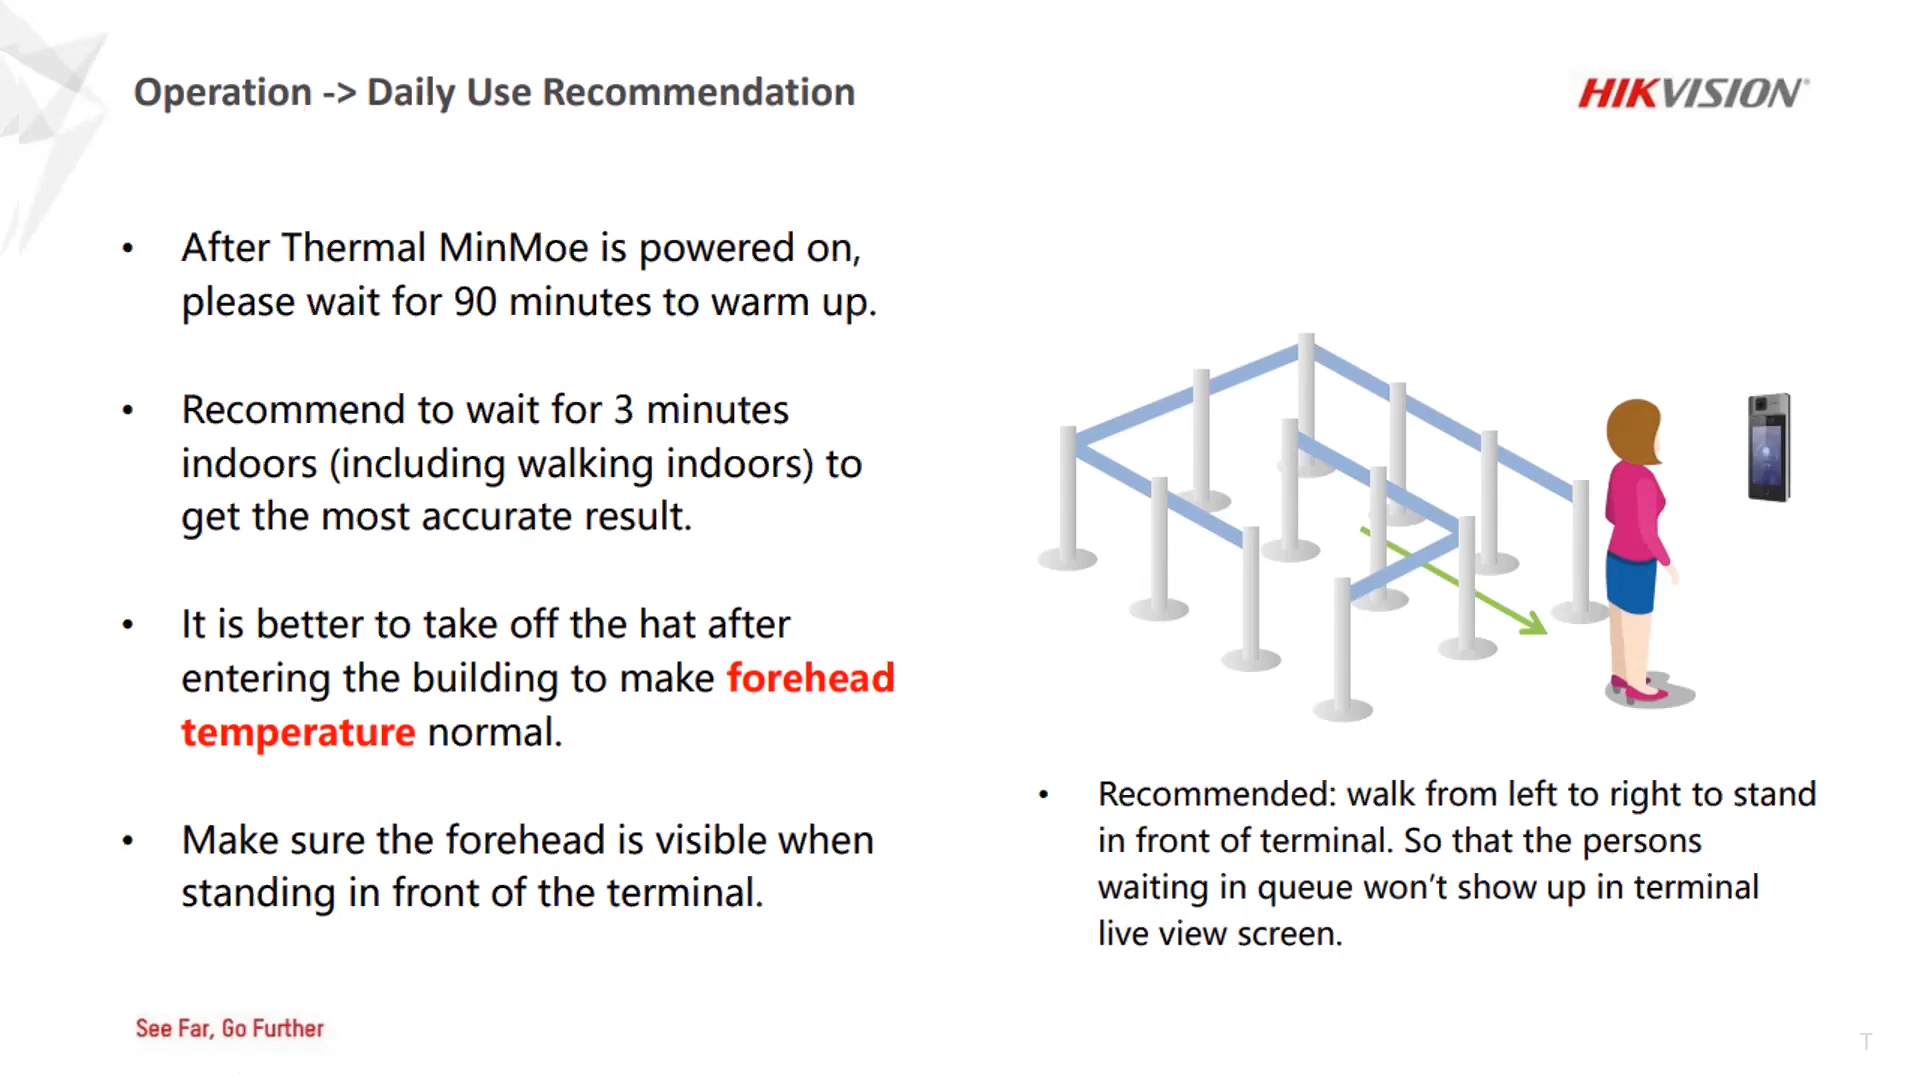 Operation -> Daily Use Recommendation
HIKVISION®
• After Thermal MinMoe is powered on,
please wait for 90 minutes to warm up.
• Recommend to wait for 3 minutes
indoors (including walking indoors) to
get the most accurate result.
• It is better to take off the hat after
entering the building to make forehead
temperature normal.
• Make sure the forehead is visible when
standing in front of the terminal.
• Recommended: walk from left to right to stand
in front of terminal. So that the persons
waiting in queue won’t show up in terminal
live view screen.
See Far, Go Further
T